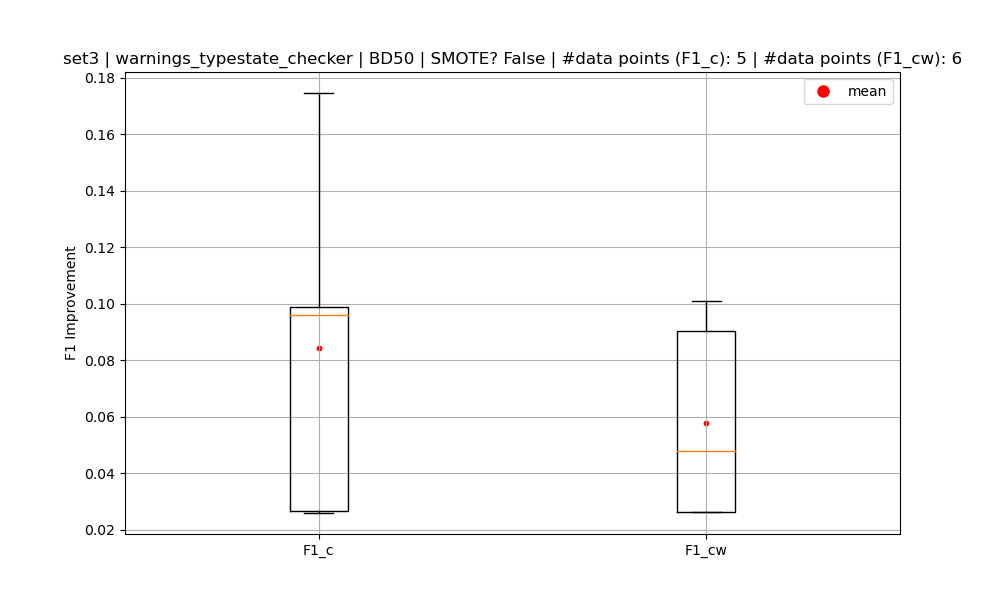 set3 | warnings_typestate_checker | BD50 | SMOTE? False | #data points (F1_c): 5 | #data points (F1_cw): 6
mean
0.18
0.16
0.14
0.12
0.10
0.08
0.06
0.04
0.02
F1 Improvement
F1_c
F1_cw